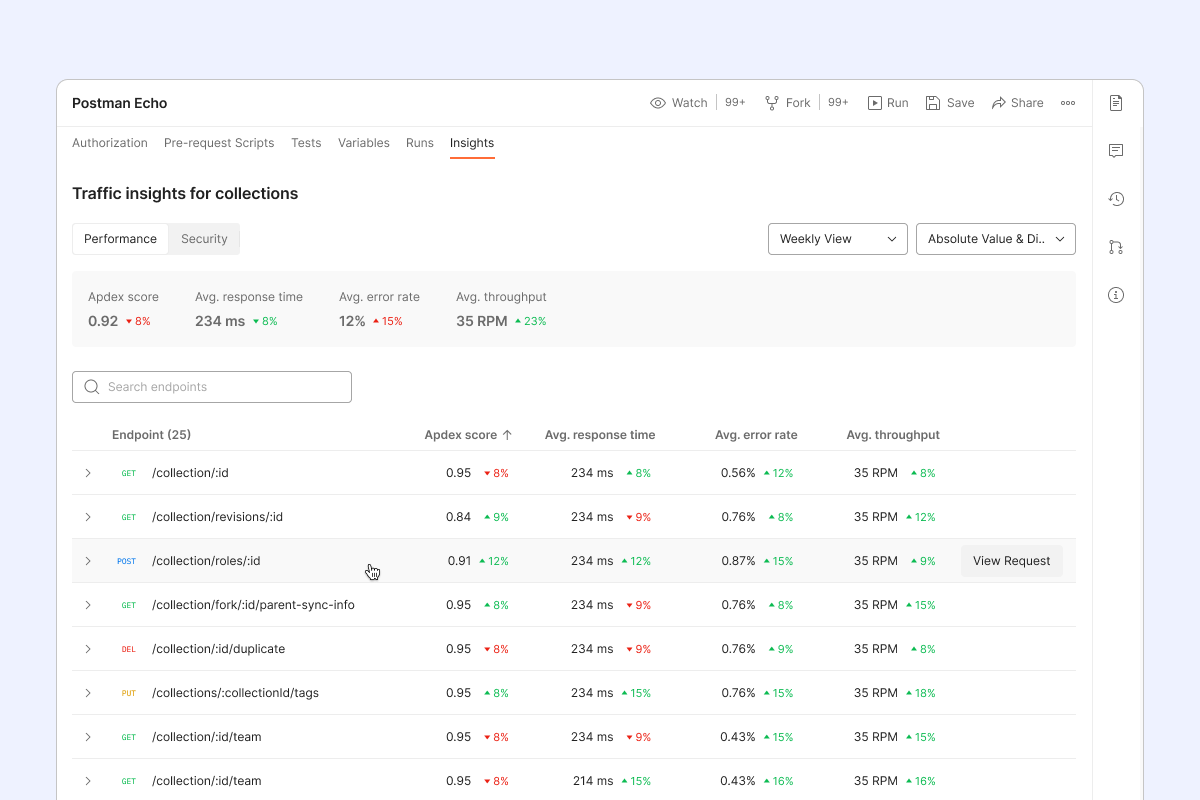 Postman Echo
Watch 99+ Fork 99+ Run Save Share
Authorization Pre-request Scripts Tests Variables Runs Insights
Traffic insights for collections
Performance Security
Weekly View Absolute Value & Di..
Apdex score Avg. response time Avg. error rate Avg. throughput
0.92 8% 234 ms 8% 12% 15% 35 RPM 23%
Search endpoints
Endpoint (25) Apdex score Avg. response time Avg. error rate Avg. throughput
GET /collection/:id 0.95 8% 234 ms 8% 0.56% 12% 35 RPM 8%
GET /collection/revisions/:id 0.84 9% 234 ms 9% 0.76% 8% 35 RPM 12%
POST /collection/roles/:id 0.91 12% 234 ms 12% 0.87% 15% 35 RPM 9% View Request
GET /collection/fork/:id/parent-sync-info 0.95 8% 234 ms 9% 0.76% 8% 35 RPM 15%
DEL /collection/:id/duplicate 0.95 8% 234 ms 9% 0.76% 9% 35 RPM 8%
PUT /collections/:collectionId/tags 0.95 8% 234 ms 15% 0.76% 15% 35 RPM 18%
GET /collection/:id/team 0.95 8% 234 ms 9% 0.43% 15% 35 RPM 15%
GET /collection/:id/team 0.95 8% 214 ms 15% 0.43% 16% 35 RPM 16%